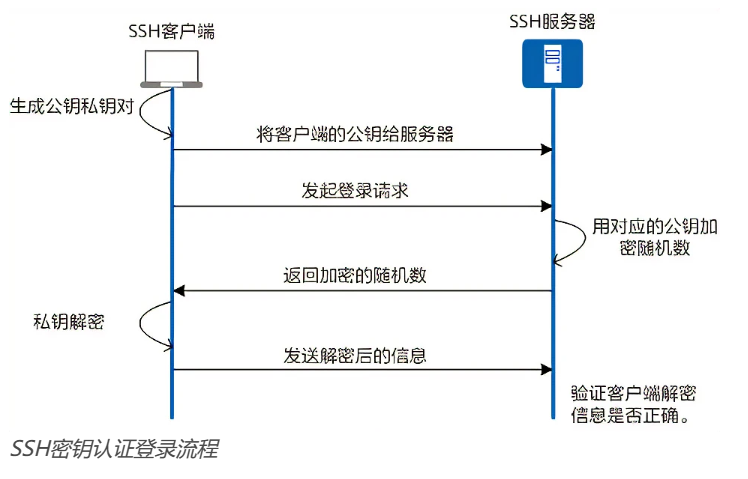 SSH客户端
SSH服务器
生成公钥私钥对
将客户端的公钥给服务器
发起登录请求
用对应的公钥加
密随机数
返回加密的随机数
私钥解密
发送解密后的信息
验证客户端解密
信息是否正确。
SSH密钥认证登录流程